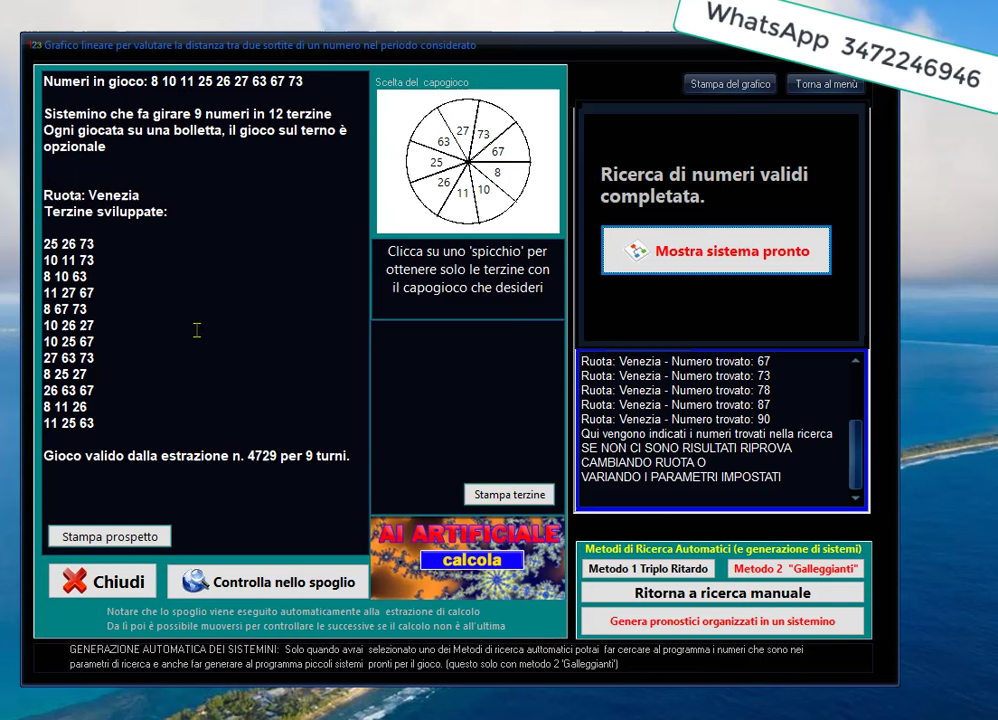 WhatsApp 3472246946
123 Grafico lineare per valutare la distanza tra due sortite di un numero nel periodo considerato
Numeri in gioco: 8 10 11 25 26 27 63 67 73
Sistemino che fa girare 9 numeri in 12 terzine
Ogni giocata su una bolletta, il gioco sul terno è
opzionale
Ruota: Venezia
Terzine sviluppate:
25 26 73
10 11 73
8 10 63
11 27 67
8 67 73
10 26 27
10 25 67
27 63 73
8 25 27
26 63 67
8 11 26
11 25 63
Gioco valido dalla estrazione n. 4729 per 9 turni.
Stampa prospetto
Chiudi
Controlla nello spoglio
Notare che lo spoglio viene eseguito automaticamente alla estrazione di calcolo
Da lì poi è possibile muoversi per controllare le successive se il calcolo non è all'ultima
Scelta del capogioco
27
73
63
67
25
8
26
11
10
Clicca su uno 'spicchio' per
ottenere solo le terzine con
il capogioco che desideri
Stampa terzine
AI ARTIFICIALE
calcola
Stampa del grafico
Torna al menù
Ricerca di numeri validi
completata.
Mostra sistema pronto
Ruota: Venezia - Numero trovato: 67
Ruota: Venezia - Numero trovato: 73
Ruota: Venezia - Numero trovato: 78
Ruota: Venezia - Numero trovato: 87
Ruota: Venezia - Numero trovato: 90
Qui vengono indicati i numeri trovati nella ricerca
SE NON CI SONO RISULTATI RIPROVA
CAMBIANDO RUOTA O
VARIANDO I PARAMETRI IMPOSTATI
Metodi di Ricerca Automatici (e generazione di sistemi)
Metodo 1 Triplo Ritardo
Metodo 2 "Galleggianti"
Ritorna a ricerca manuale
Genera pronostici organizzati in un sistemino
GENERAZIONE AUTOMATICA DEI SISTEMINI: Solo quando avrai selezionato uno dei Metodi di ricerca auttomatici potrai far cercare al programma i numeri che sono nei
parametri di ricerca e anche far generare al programma piccoli sistemi pronti per il gioco. (questo solo con metodo 2 'Galleggianti')